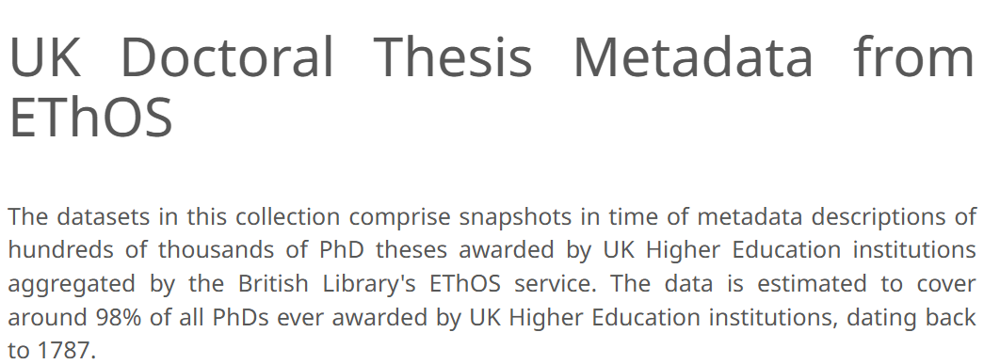 UK Doctoral Thesis Metadata from
EThOS
The datasets in this collection comprise snapshots in time of metadata descriptions of
hundreds of thousands of PhD theses awarded by UK Higher Education institutions
aggregated by the British Library's EThOS service. The data is estimated to cover
around 98% of all PhDs ever awarded by UK Higher Education institutions, dating back
to 1787.